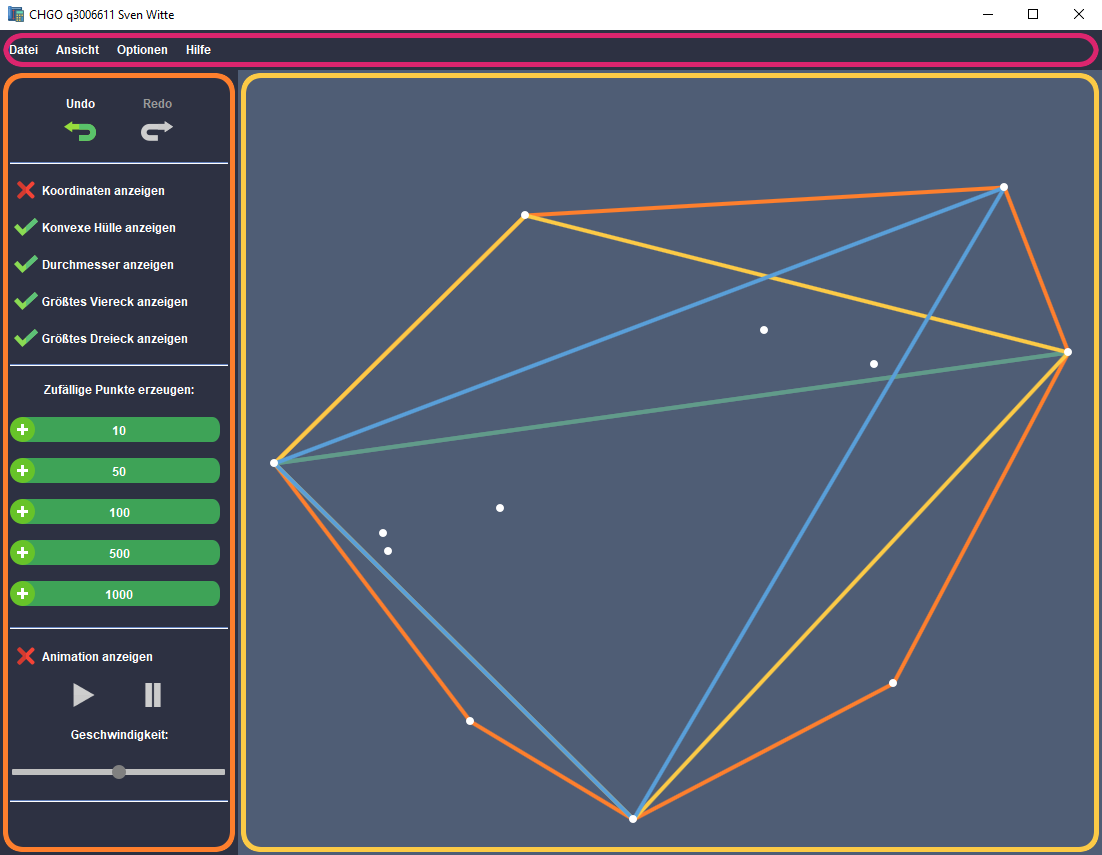 CHGO q3006611 Sven Witte
Datei Ansicht Optionen Hilfe
Undo Redo
Koordinaten anzeigen
Konvexe Hülle anzeigen
Durchmesser anzeigen
Größtes Viereck anzeigen
Größtes Dreieck anzeigen
Zufällige Punkte erzeugen:
10
50
100
500
1000
Animation anzeigen
Geschwindigkeit: